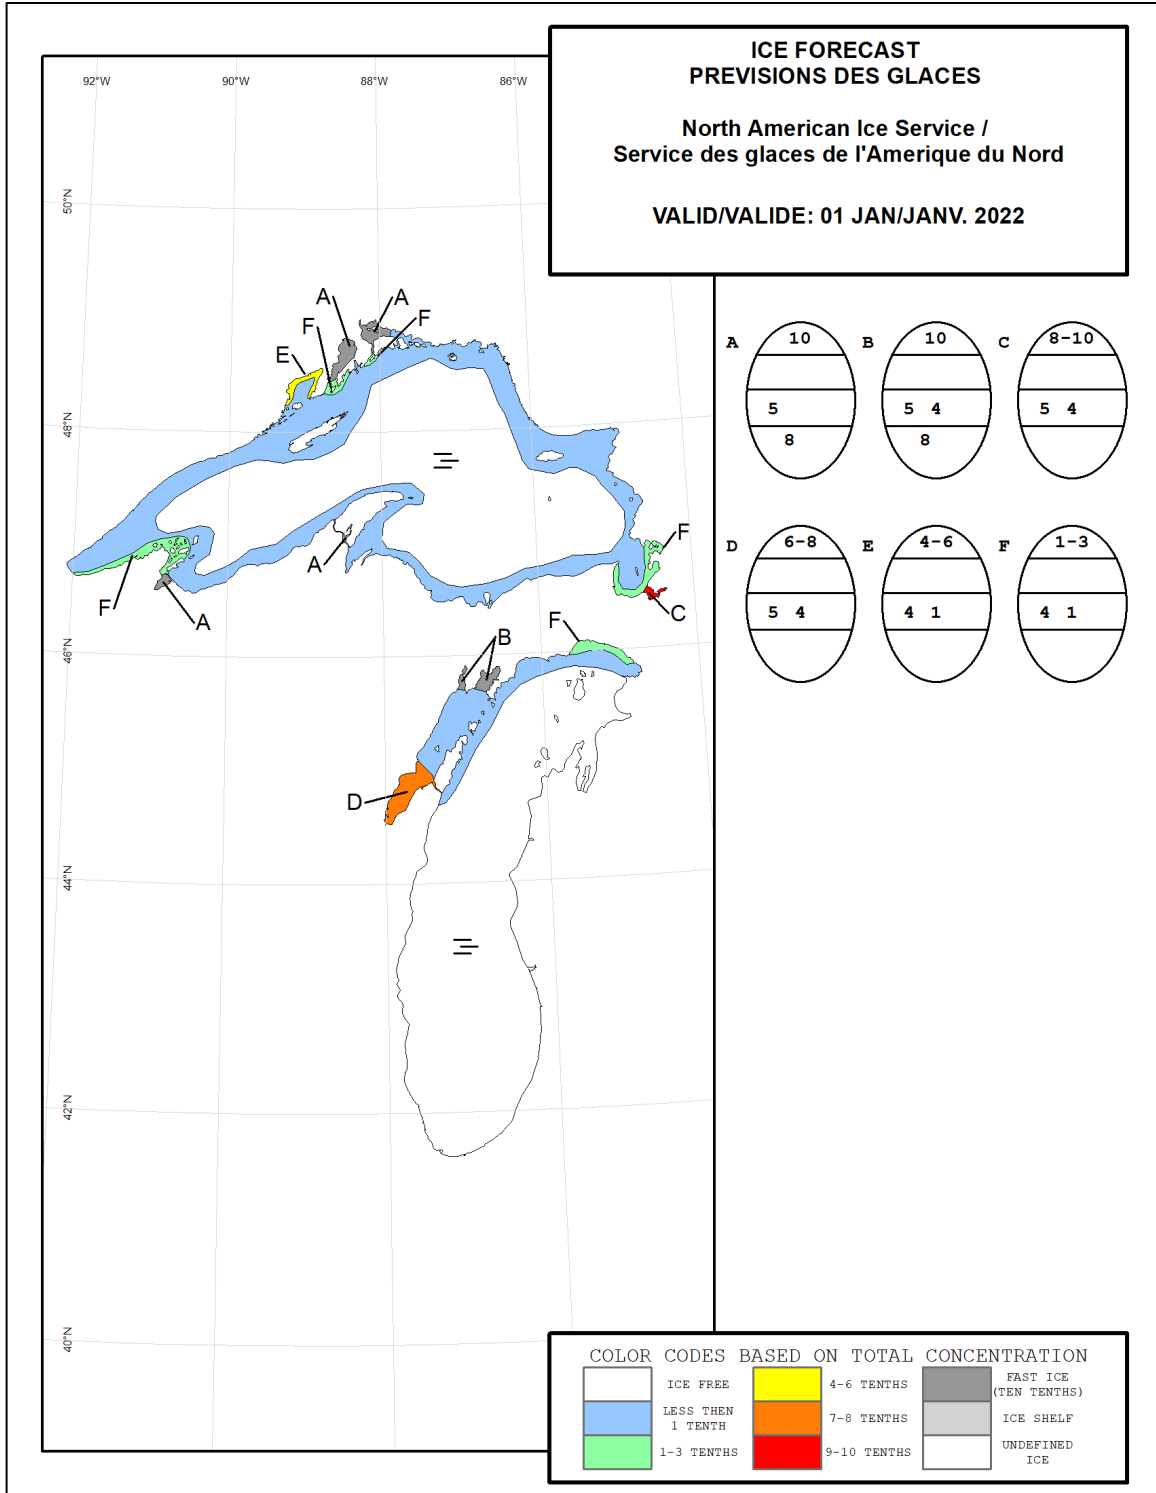 ICE FORECAST
PREVISIONS DES GLACES
North American Ice Service /
Service des glaces de l'Amerique du Nord
VALID/VALIDE: 01 JAN/JANV. 2022
92°W 90°W 88°W 86°W
50°N
48°N
46°N
44°N
42°N
40°N
A A
F F
E
F
A
F
A
C
F
B
D
A 10 B 10 C 8-10
5 5 4 5 4
8 8
D 6-8 E 4-6 F 1-3
5 4 4 1 4 1
COLOR CODES BASED ON TOTAL CONCENTRATION
ICE FREE
LESS THEN
1 TENTH
1-3 TENTHS
4-6 TENTHS
7-8 TENTHS
9-10 TENTHS
FAST ICE
(TEN TENTHS)
ICE SHELF
UNDEFINED
ICE